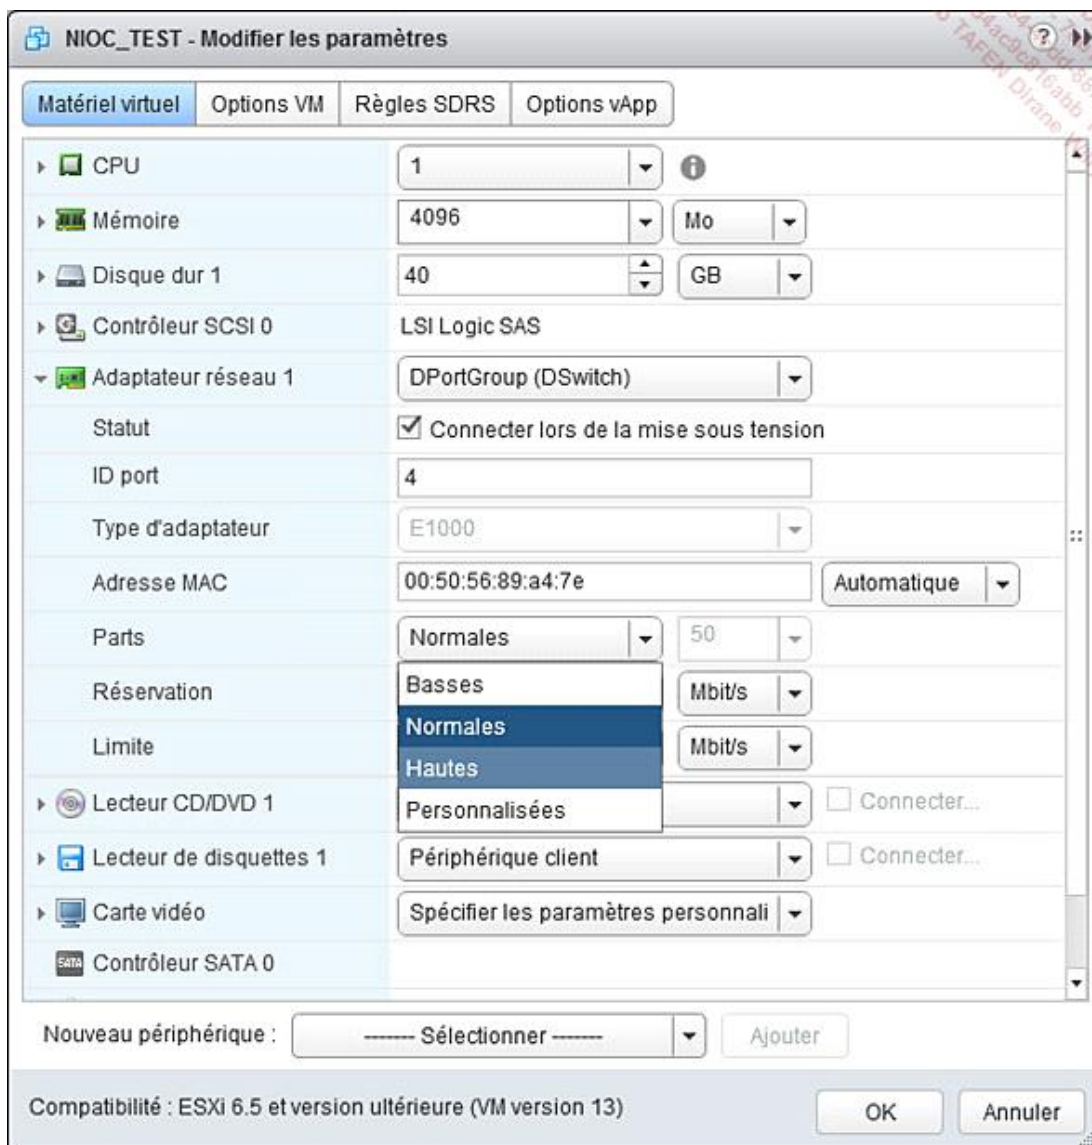 NIOC_TEST - Modifier les paramètres
Matériel virtuel Options VM Règles SDRS Options vApp
CPU 1
Mémoire 4096 Mo
Disque dur 1 40 GB
Contrôleur SCSI 0 LSI Logic SAS
Adaptateur réseau 1 DPortGroup (DSwitch)
Statut Connecter lors de la mise sous tension
ID port 4
Type d'adaptateur E1000
Adresse MAC 00:50:56:89:a4:7e Automatique
Parts Normales 50
Réservation Basses Mbit/s
Normales
Limite Mbit/s
Hautes
Lecteur CD/DVD 1 Personnalisées Connecter...
Lecteur de disquettes 1 Périphérique client Connecter...
Carte vidéo Spécifier les paramètres personnali
SATA Contrôleur SATA 0
Nouveau périphérique : ------- Sélectionner ------- Ajouter
Compatibilité : ESXi 6.5 et version ultérieure (VM version 13) OK Annuler
TAFEN Dirane